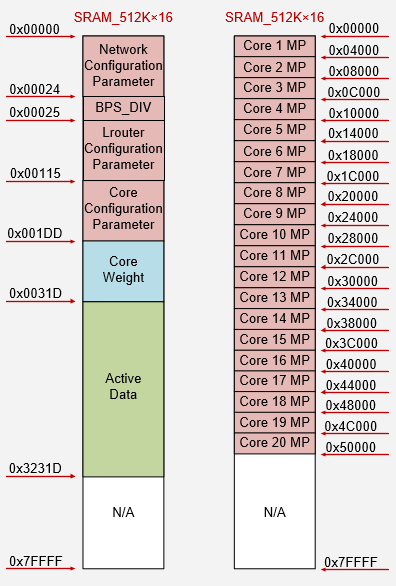 SRAM_512K×16
0x00000
Network
Configuration
Parameter
0x00024
BPS_DIV
0x00025
Lrouter
Configuration
Parameter
0x00115
Core
Configuration
Parameter
0x001DD
Core
Weight
0x0031D
Active
Data
0x3231D
N/A
0x7FFFF
SRAM_512K×16
0x00000
Core 1 MP
0x04000
Core 2 MP
0x08000
Core 3 MP
0x0C000
Core 4 MP
0x10000
Core 5 MP
0x14000
Core 6 MP
0x18000
Core 7 MP
0x1C000
Core 8 MP
0x20000
Core 9 MP
0x24000
Core 10 MP
0x28000
Core 11 MP
0x2C000
Core 12 MP
0x30000
Core 13 MP
0x34000
Core 14 MP
0x38000
Core 15 MP
0x3C000
Core 16 MP
0x40000
Core 17 MP
0x44000
Core 18 MP
0x48000
Core 19 MP
0x4C000
Core 20 MP
0x50000
N/A
0x7FFFF